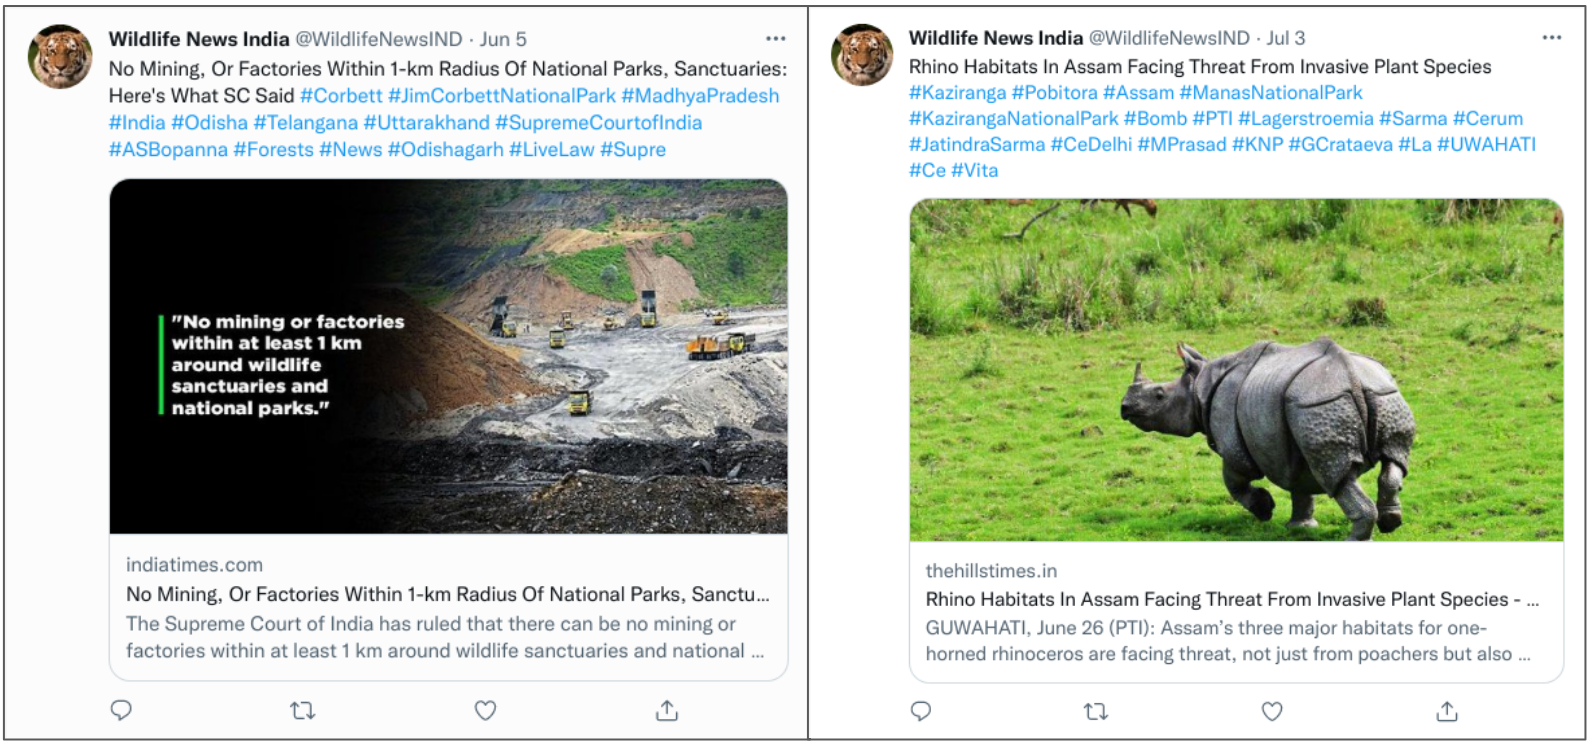 Wildlife News India @WildlifeNewsIND · Jun 5
No Mining, Or Factories Within 1-km Radius Of National Parks, Sanctuaries:
Here's What SC Said #Corbett #JimCorbettNationalPark #MadhyaPradesh
#India #Odisha #Telangana #Uttarakhand #SupremeCourtofIndia
#ASBopanna #Forests #News #Odishagarh #LiveLaw #Supre
"No mining or factories
within at least 1 km
around wildlife
sanctuaries and
national parks."
indiatimes.com
No Mining, Or Factories Within 1-km Radius Of National Parks, Sanctu...
The Supreme Court of India has ruled that there can be no mining or
factories within at least 1 km around wildlife sanctuaries and national ...
Wildlife News India @WildlifeNewsIND · Jul 3
Rhino Habitats In Assam Facing Threat From Invasive Plant Species
#Kaziranga #Pobitora #Assam #ManasNationalPark
#KazirangaNationalPark #Bomb #PTI #Lagerstroemia #Sarma #Cerum
#JatindraSarma #CeDelhi #MPrasad #KNP #GCrataeva #La #UWAHATI
#Ce #Vita
thehillstimes.in
Rhino Habitats In Assam Facing Threat From Invasive Plant Species - ...
GUWAHATI, June 26 (PTI): Assam's three major habitats for one-
horned rhinoceros are facing threat, not just from poachers but also ...